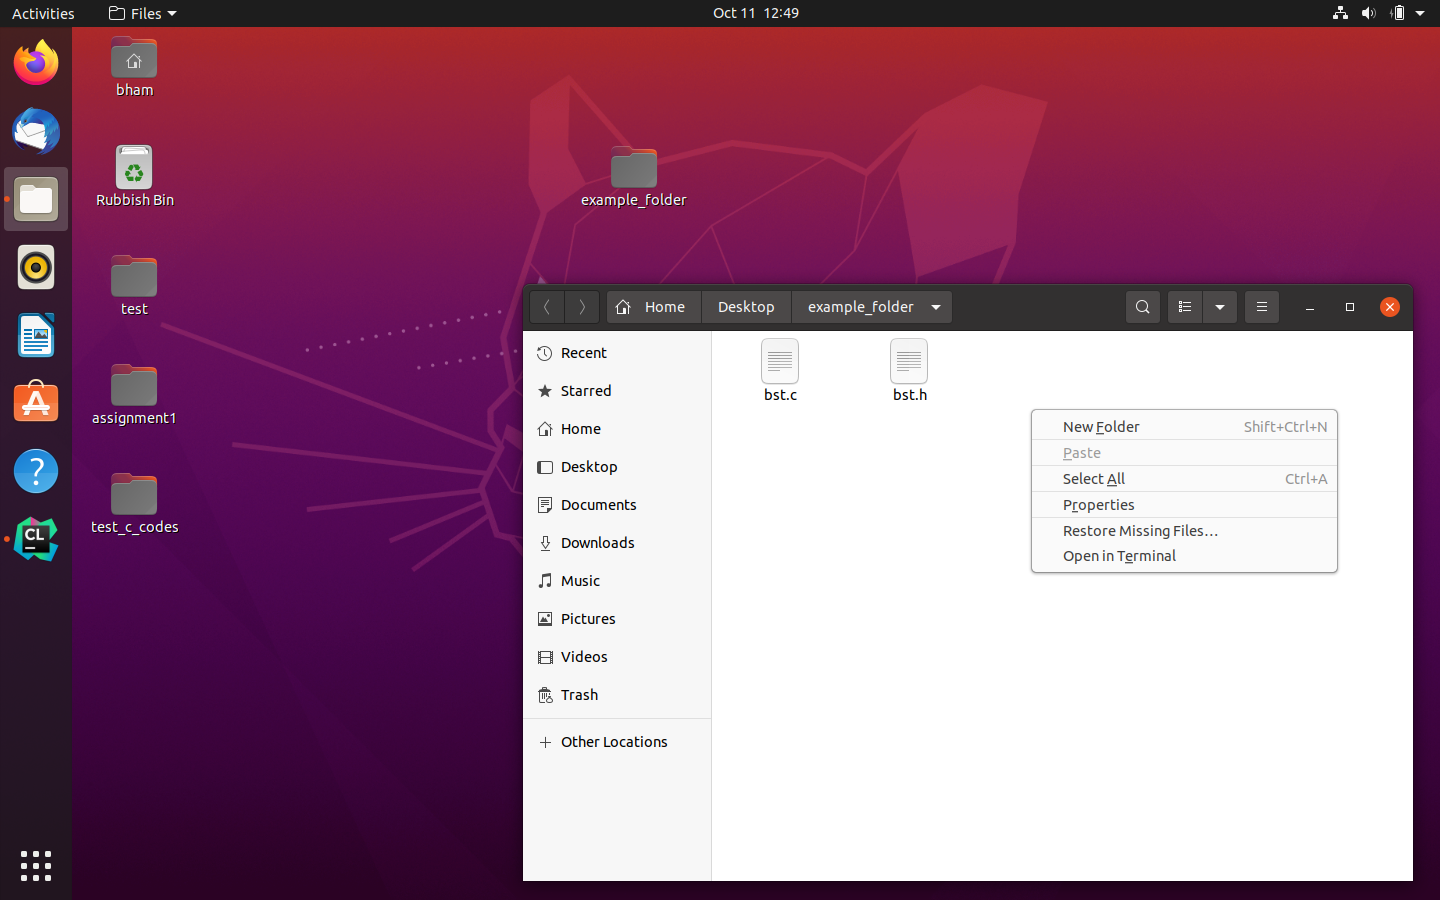 Activities Files Oct 11 12:49
bham
Rubbish Bin
example_folder
test
assignment1
test_c_codes
CL
Home Desktop example_folder
Recent
Starred
Home
Desktop
Documents
Downloads
Music
Pictures
Videos
Trash
Other Locations
bst.c bst.h
New Folder Shift+Ctrl+N
Paste
Select All Ctrl+A
Properties
Restore Missing Files…
Open in Terminal